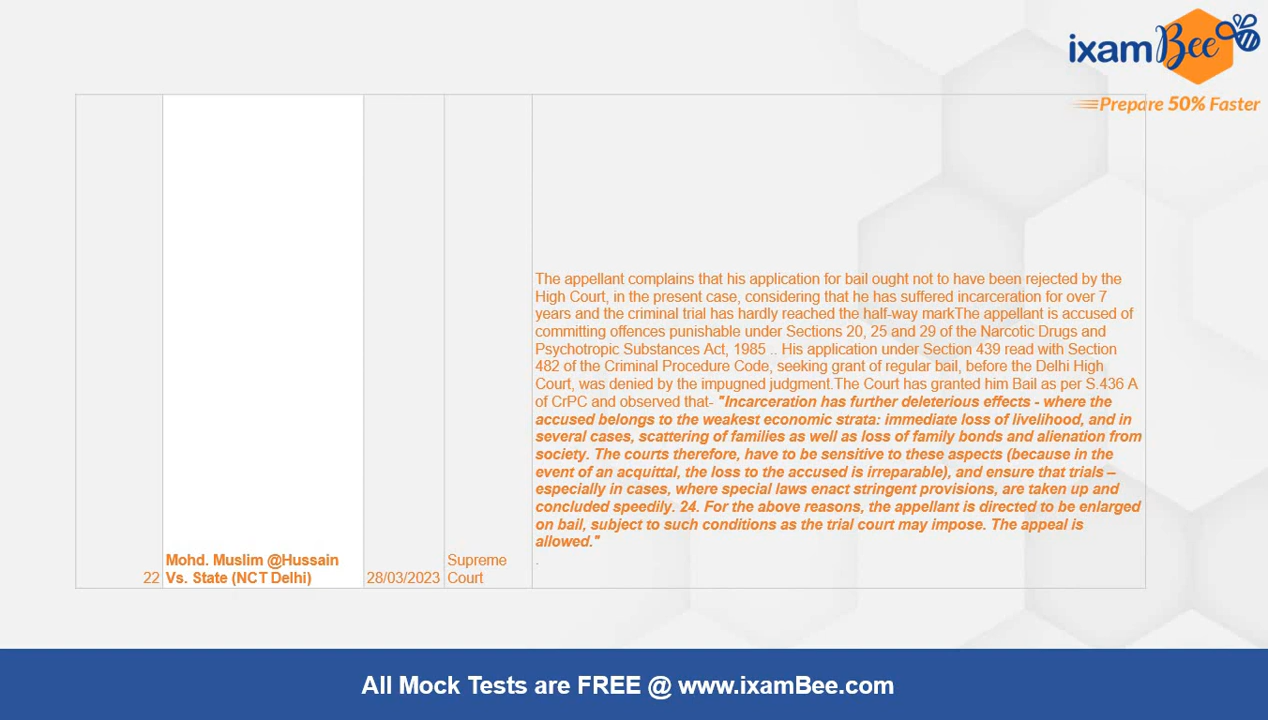 ixamBee
Prepare 50% Faster
The appellant complains that his application for bail ought not to have been rejected by the
High Court, in the present case, considering that he has suffered incarceration for over 7
years and the criminal trial has hardly reached the half-way markThe appellant is accused of
committing offences punishable under Sections 20, 25 and 29 of the Narcotic Drugs and
Psychotropic Substances Act, 1985 .. His application under Section 439 read with Section
482 of the Criminal Procedure Code, seeking grant of regular bail, before the Delhi High
Court, was denied by the impugned judgment.The Court has granted him Bail as per S.436 A
of CrPC and observed that- "Incarceration has further deleterious effects - where the
accused belongs to the weakest economic strata: immediate loss of livelihood, and in
several cases, scattering of families as well as loss of family bonds and alienation from
society. The courts therefore, have to be sensitive to these aspects (because in the
event of an acquittal, the loss to the accused is irreparable), and ensure that trials –
especially in cases, where special laws enact stringent provisions, are taken up and
concluded speedily. 24. For the above reasons, the appellant is directed to be enlarged
on bail, subject to such conditions as the trial court may impose. The appeal is
allowed."
.
22
Mohd. Muslim @Hussain
Vs. State (NCT Delhi)
28/03/2023
Supreme
Court
All Mock Tests are FREE @ www.ixamBee.com